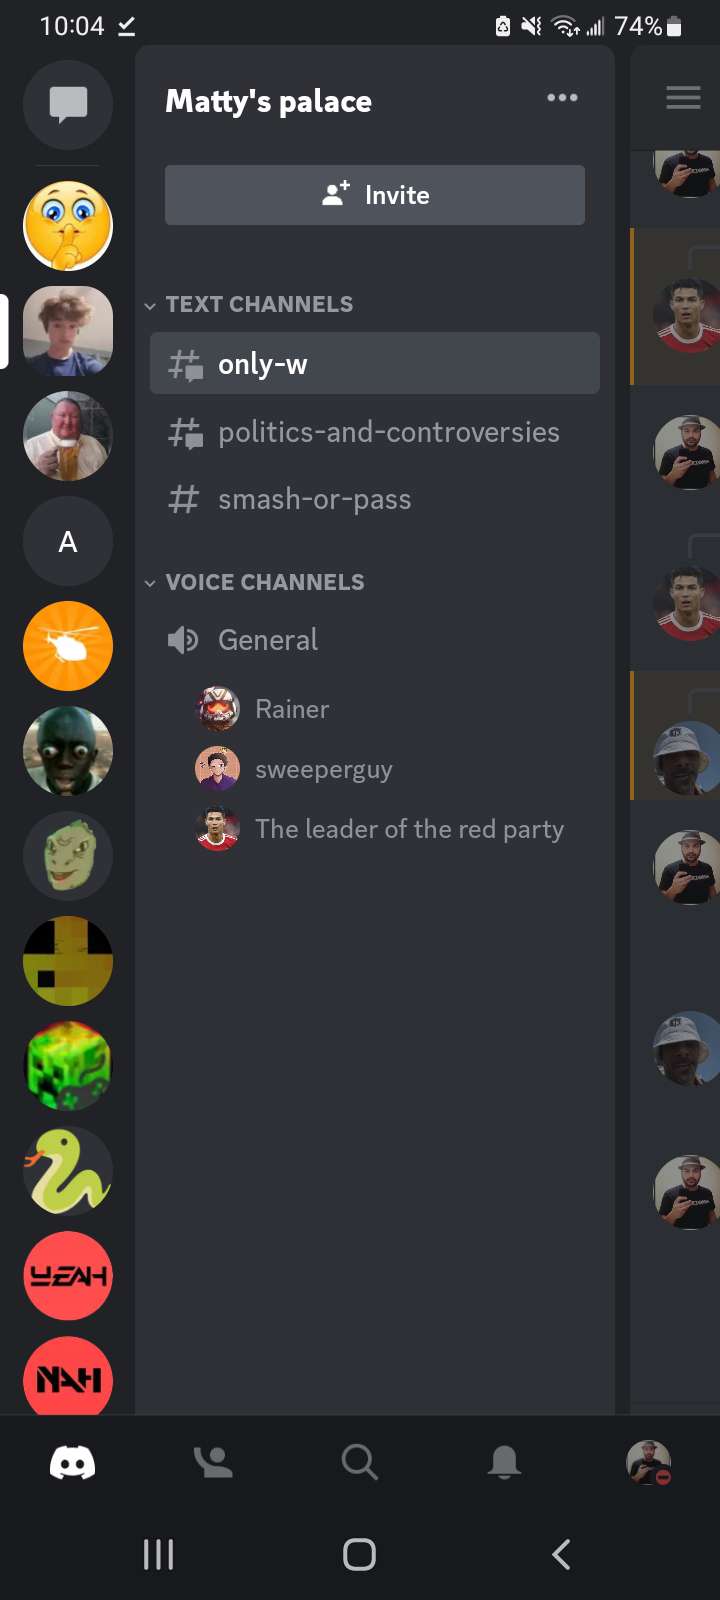 10:04
74%
Matty's palace
Invite
TEXT CHANNELS
only-w
politics-and-controversies
smash-or-pass
VOICE CHANNELS
General
Rainer
sweeperguy
The leader of the red party
A
YEAH
NAH